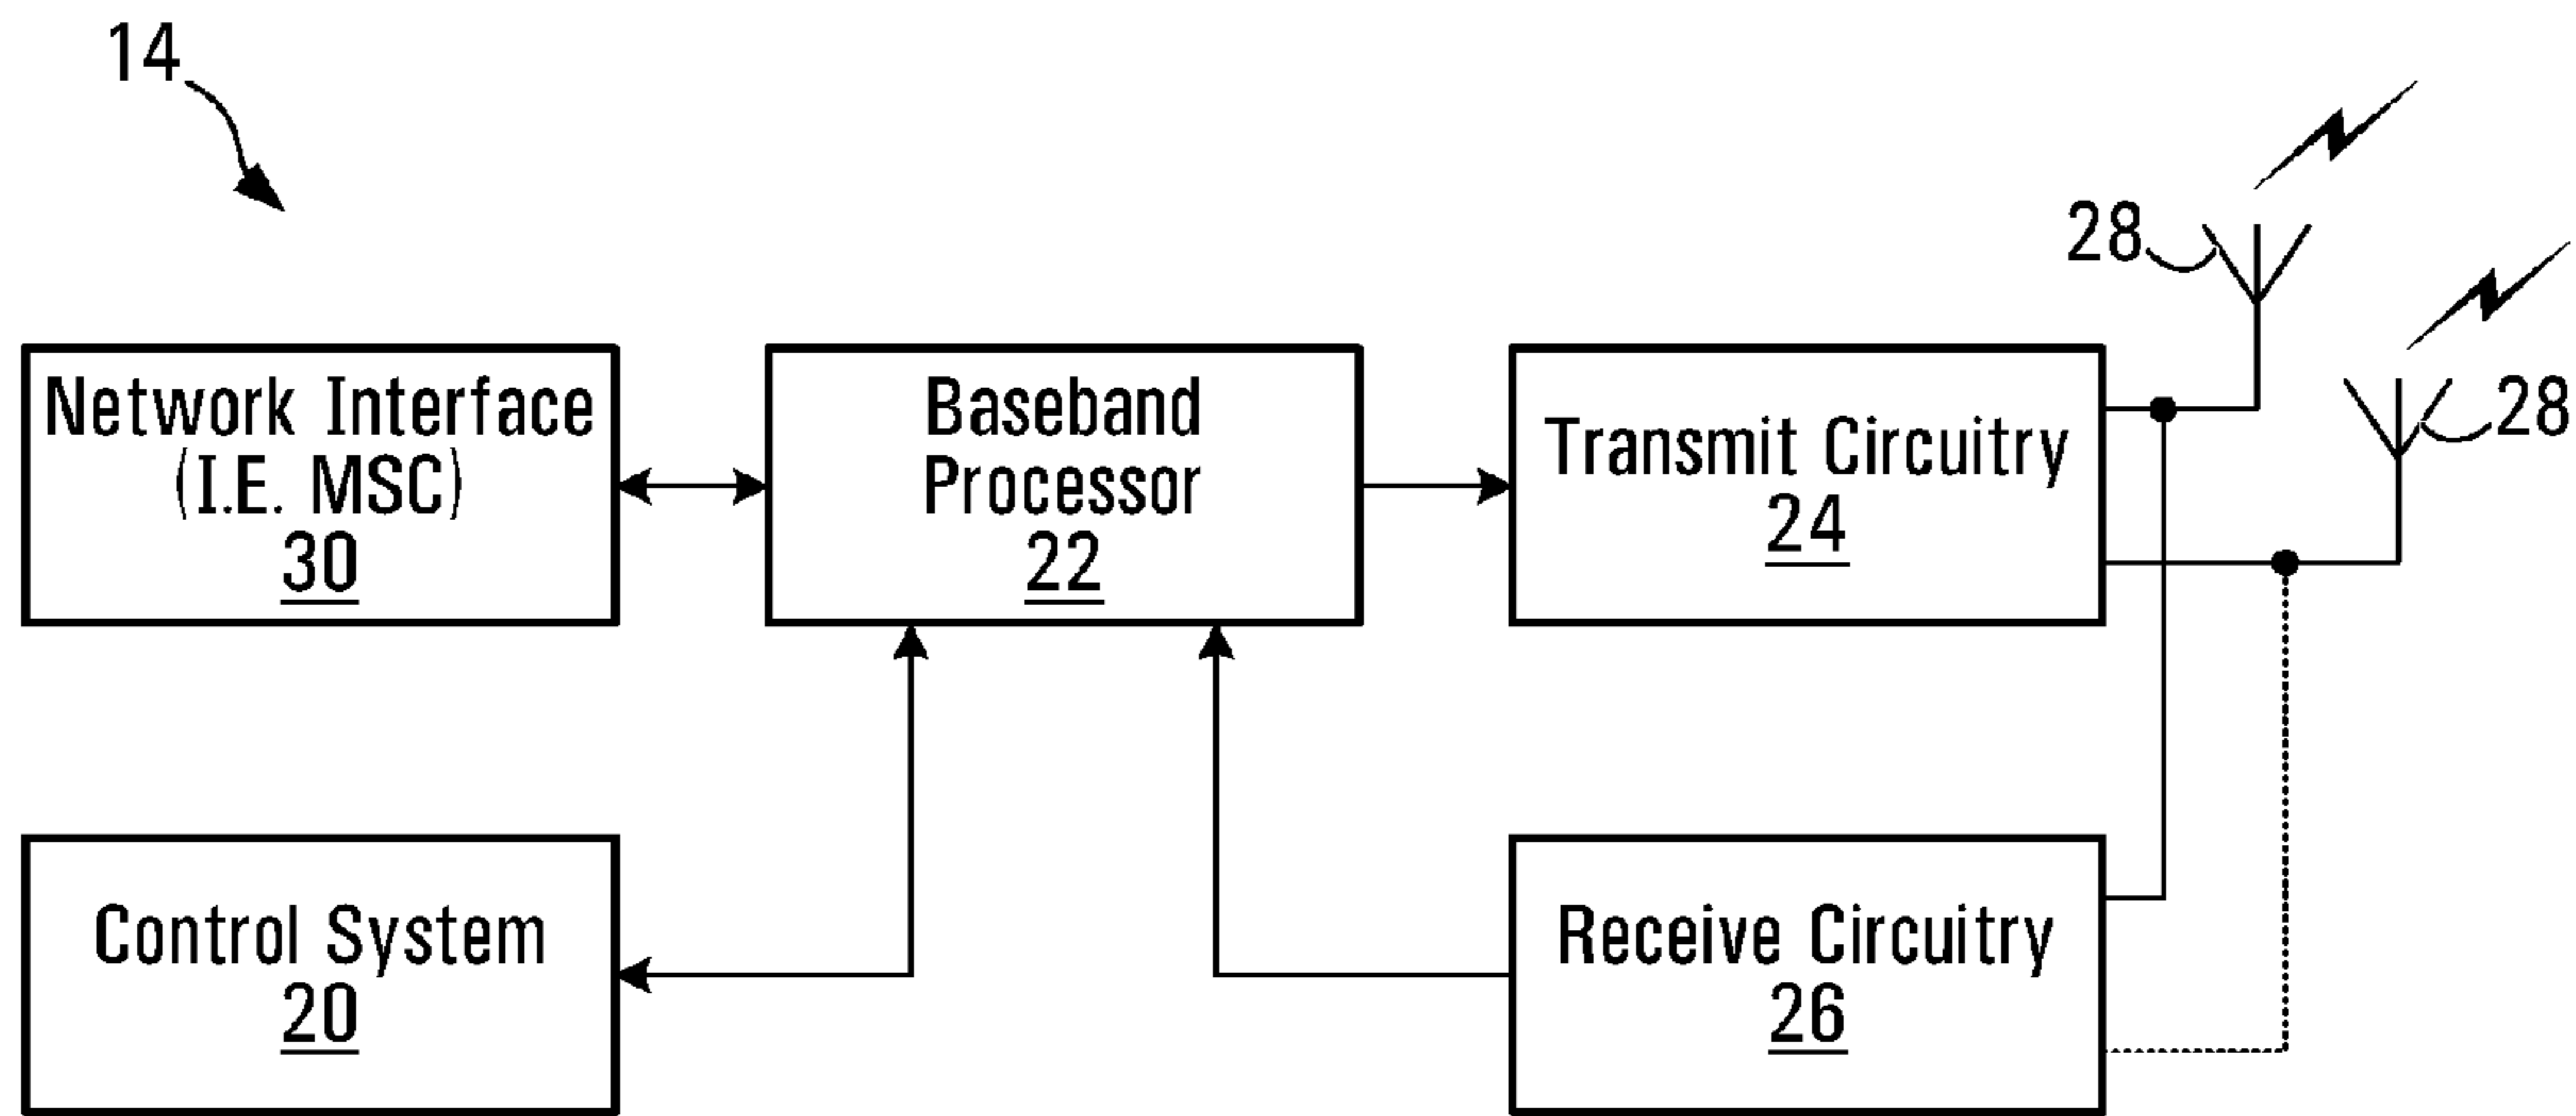 14
28
28
Network Interface
(I.E. MSC)
30
Baseband
Processor
22
Transmit Circuitry
24
Control System
20
Receive Circuitry
26